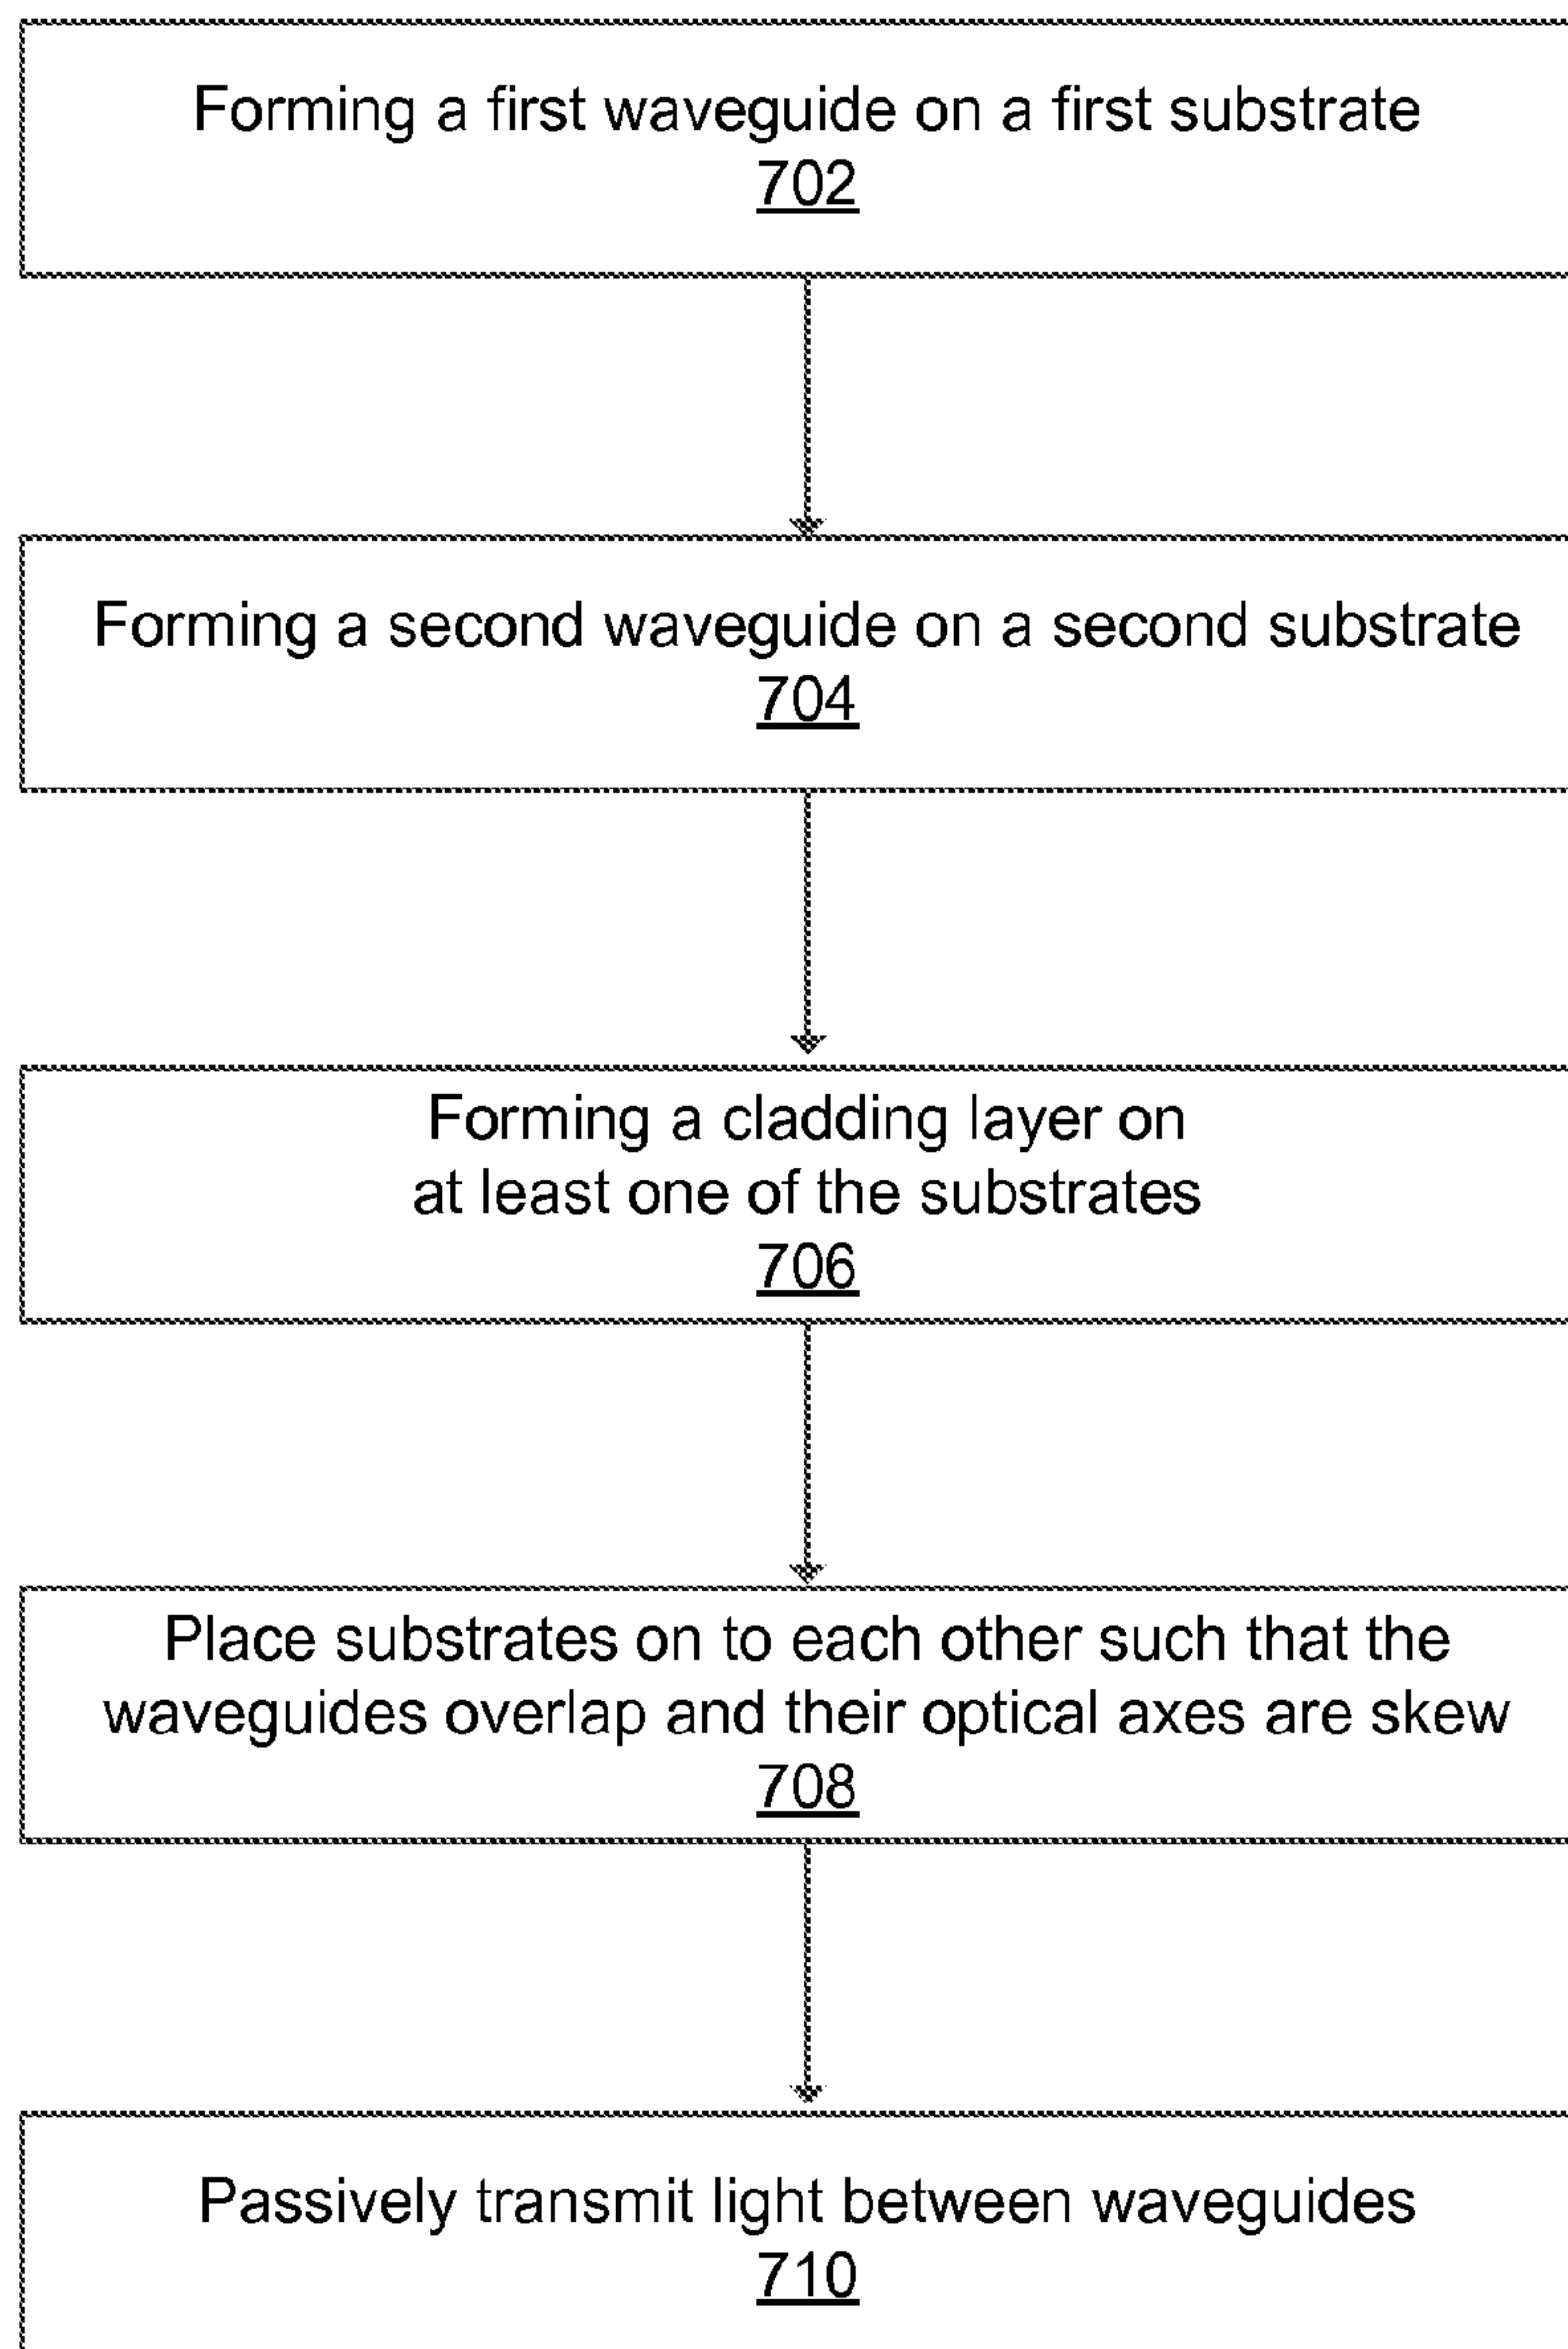 Forming a first waveguide on a first substrate
702
Forming a second waveguide on a second substrate
704
Forming a cladding layer on
at least one of the substrates
706
Place substrates on to each other such that the
waveguides overlap and their optical axes are skew
708
Passively transmit light between waveguides
710